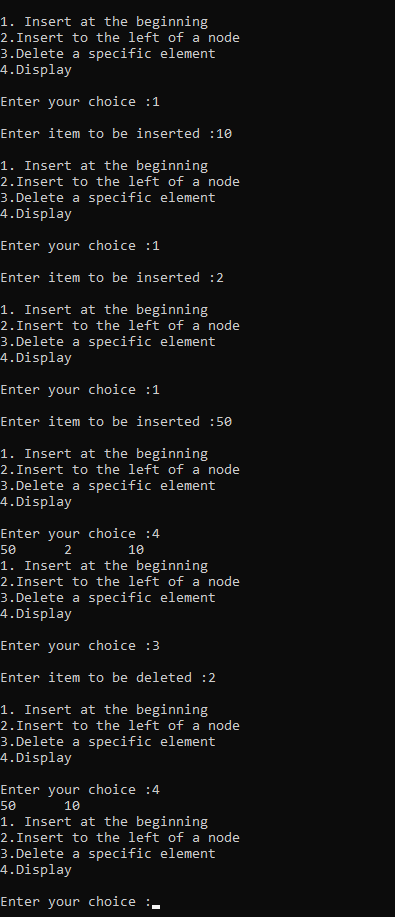 1. Insert at the beginning
2.Insert to the left of a node
3.Delete a specific element
4.Display
Enter your choice :1
Enter item to be inserted :10
1. Insert at the beginning
2.Insert to the left of a node
3.Delete a specific element
4.Display
Enter your choice :1
Enter item to be inserted :2
1. Insert at the beginning
2.Insert to the left of a node
3.Delete a specific element
4.Display
Enter your choice :1
Enter item to be inserted :50
1. Insert at the beginning
2.Insert to the left of a node
3.Delete a specific element
4.Display
Enter your choice :4
50      2       10
1. Insert at the beginning
2.Insert to the left of a node
3.Delete a specific element
4.Display
Enter your choice :3
Enter item to be deleted :2
1. Insert at the beginning
2.Insert to the left of a node
3.Delete a specific element
4.Display
Enter your choice :4
50      10
1. Insert at the beginning
2.Insert to the left of a node
3.Delete a specific element
4.Display
Enter your choice :